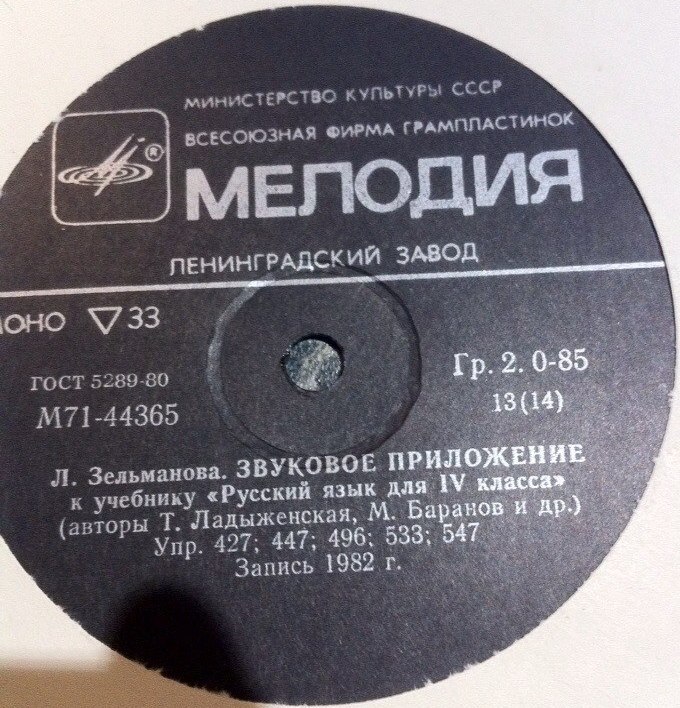 МИНИСТЕРСТВО КУЛЬТУРЫ СССР
ВСЕСОЮЗНАЯ ФИРМА ГРАМПЛАСТИНОК
®
МЕЛОДИЯ
ЛЕНИНГРАДСКИЙ ЗАВОД
МОНО ▽ 33
ГОСТ 5289-80
М71-44365
Гр. 2. 0-85
13(14)
Л. Зельманова. ЗВУКОВОЕ ПРИЛОЖЕНИЕ
к учебнику «Русский язык для IV класса»
(авторы Т. Ладыженская, М. Баранов и др.)
Упр. 427; 447; 496; 533; 547
Запись 1982 г.